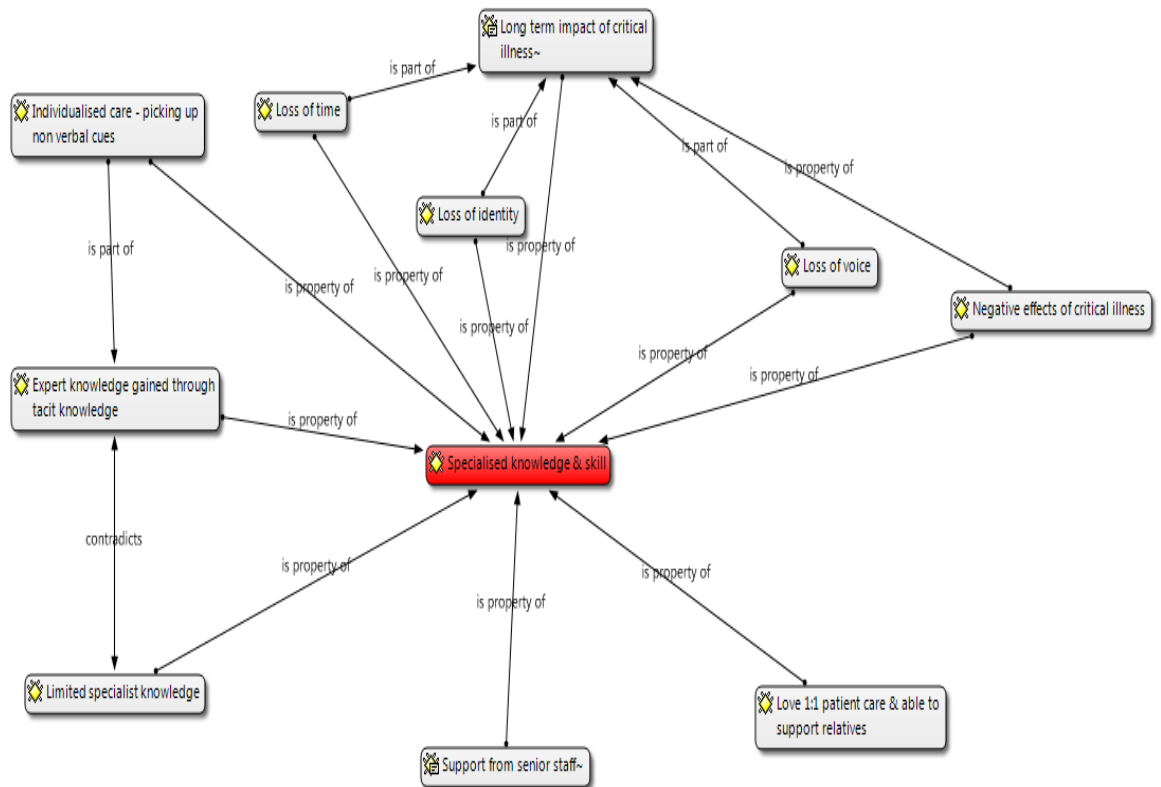 Long term impact of critical
illness~
is part of
Individualised care - picking up
non verbal cues
Loss of time
is part of
is part of
is property of
Loss of identity
is part of
is property of
Loss of voice
is property of
is property of
Negative effects of critical illness
is property of
is property of
is property of
Expert knowledge gained through
tacit knowledge
is property of
Specialised knowledge & skill
contradicts
is property of
is property of
is property of
Limited specialist knowledge
Love 1:1 patient care & able to
support relatives
Support from senior staff~